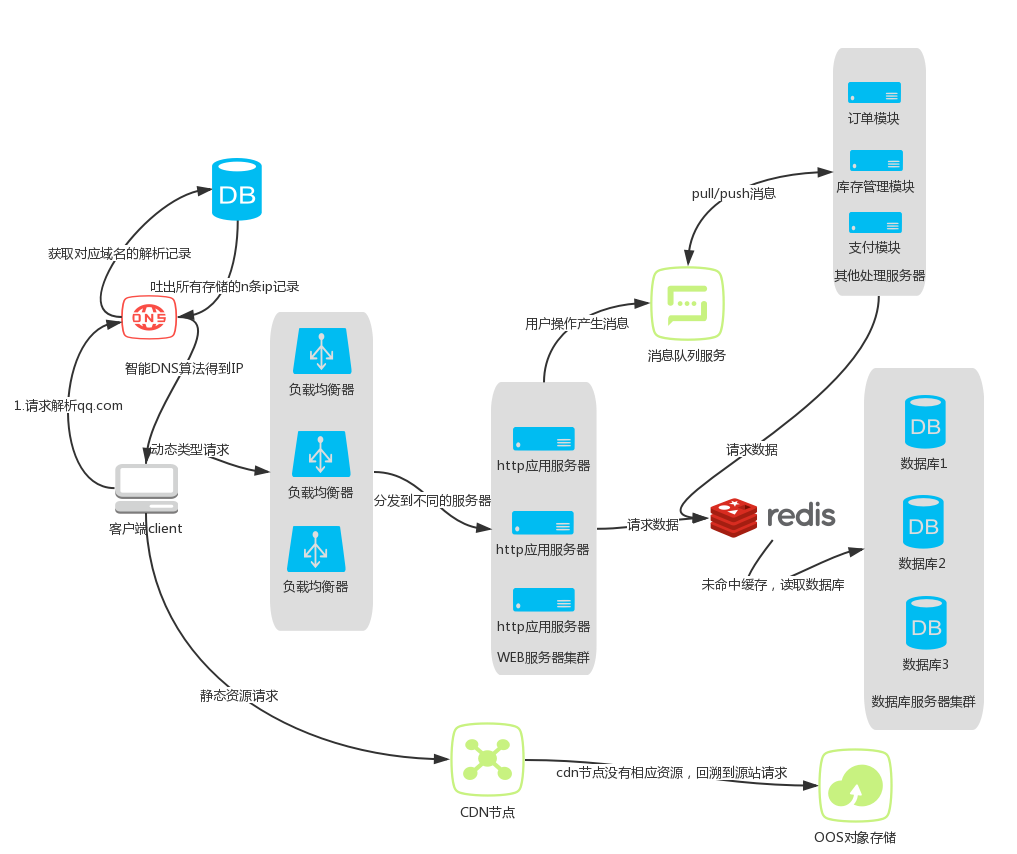 订单模块
DB
库存管理模块
pull/push消息
支付模块
获取对应域名的解析记录
其他处理服务器
吐出所有存储的n条ip记录
DNS
用户操作产生消息
消息队列服务
智能DNS算法得到IP
负载均衡器
1.请求解析qq.com
DB
动态类型请求
请求数据
数据库1
http应用服务器
负载均衡器
分发到不同的服务器
redis
客户端client
请求数据
DB
http应用服务器
数据库2
负载均衡器
未命中缓存，读取数据库
http应用服务器
DB
WEB服务器集群
数据库3
静态资源请求
数据库服务器集群
cdn节点没有相应资源，回溯到源站请求
CDN节点
OOS对象存储